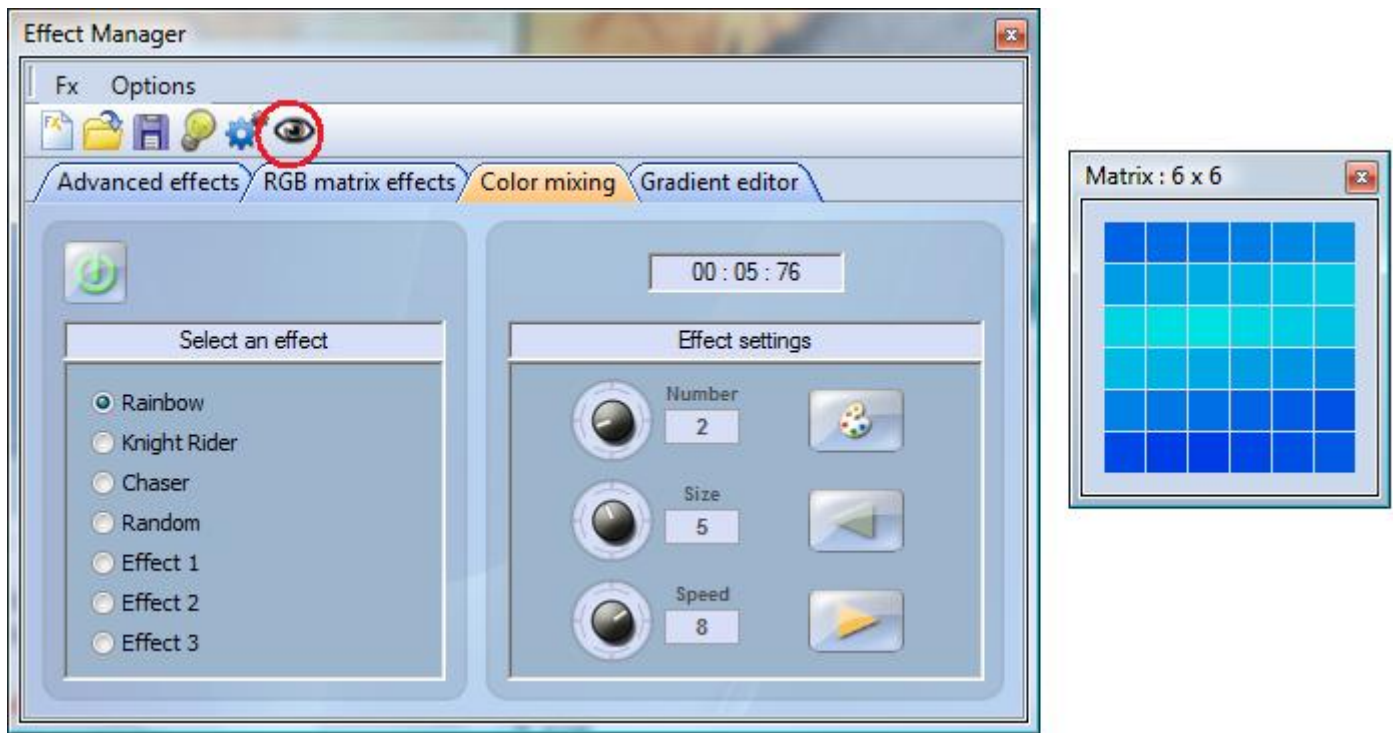 Effect Manager
Fx Options
Advanced effects RGB matrix effects Color mixing Gradient editor
00 : 05 : 76
Select an effect
Rainbow
Knight Rider
Chaser
Random
Effect 1
Effect 2
Effect 3
Effect settings
Number
2
Size
5
Speed
8
Matrix : 6 x 6